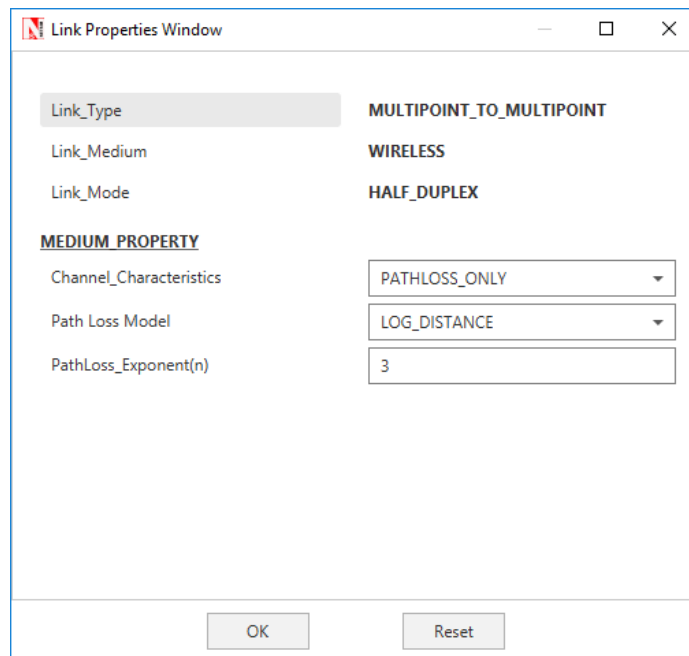 Link Properties Window
Link_Type MULTIPOINT_TO_MULTIPOINT
Link_Medium WIRELESS
Link_Mode HALF_DUPLEX
MEDIUM_PROPERTY
Channel_Characteristics PATHLOSS_ONLY
Path Loss Model LOG_DISTANCE
PathLoss_Exponent(n) 3
OK Reset